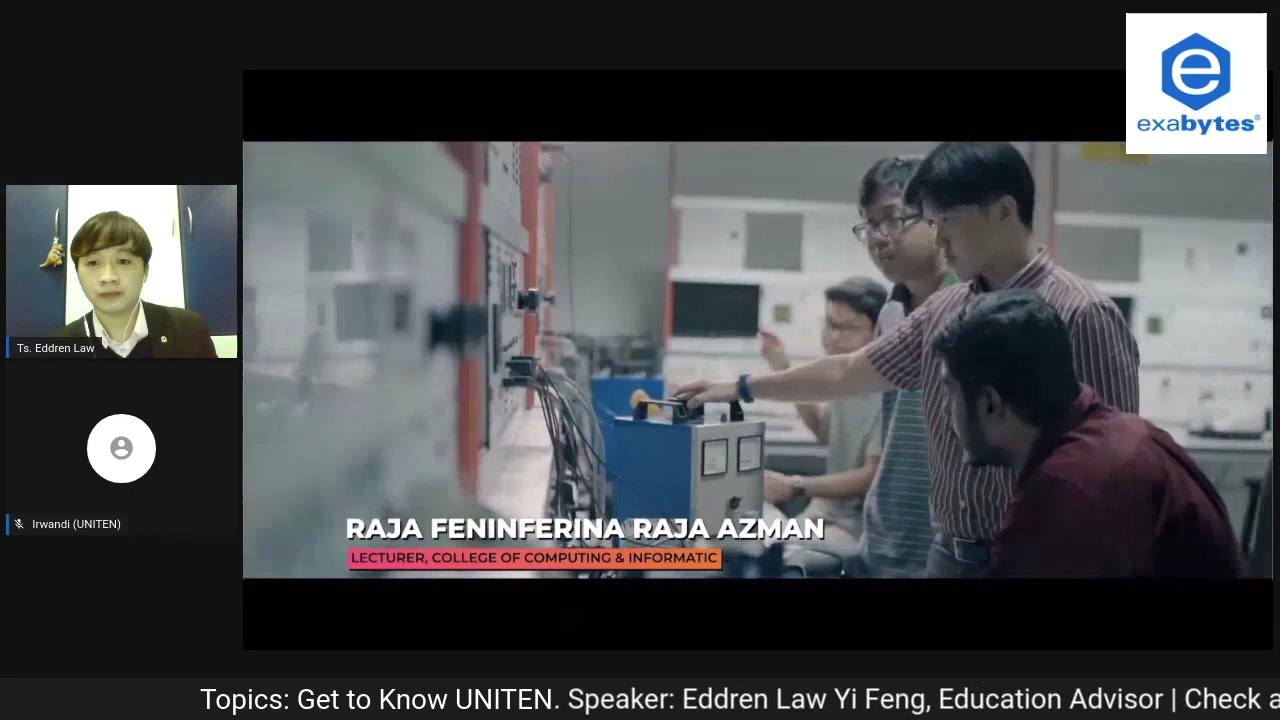 exabytes®
Ts. Eddren Law
Irwandi (UNITEN)
RAJA FENINFERINA RAJA AZMAN
LECTURER, COLLEGE OF COMPUTING & INFORMATIC
Topics: Get to Know UNITEN. Speaker: Eddren Law Yi Feng, Education Advisor | Check a